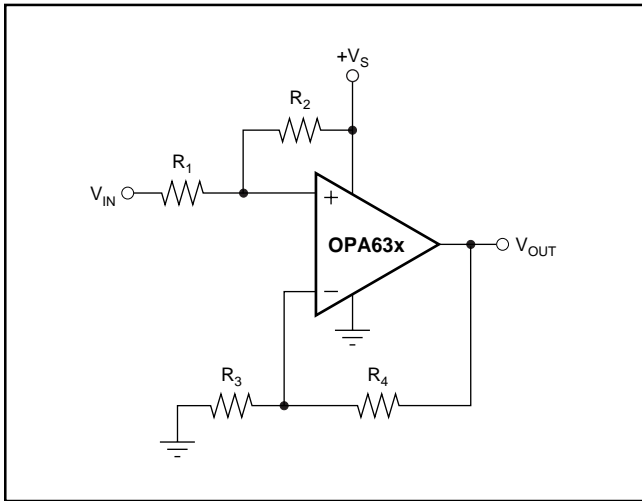 +V_S
R_2
R_1
V_IN
+
OPA63x
V_OUT
−
R_3
R_4